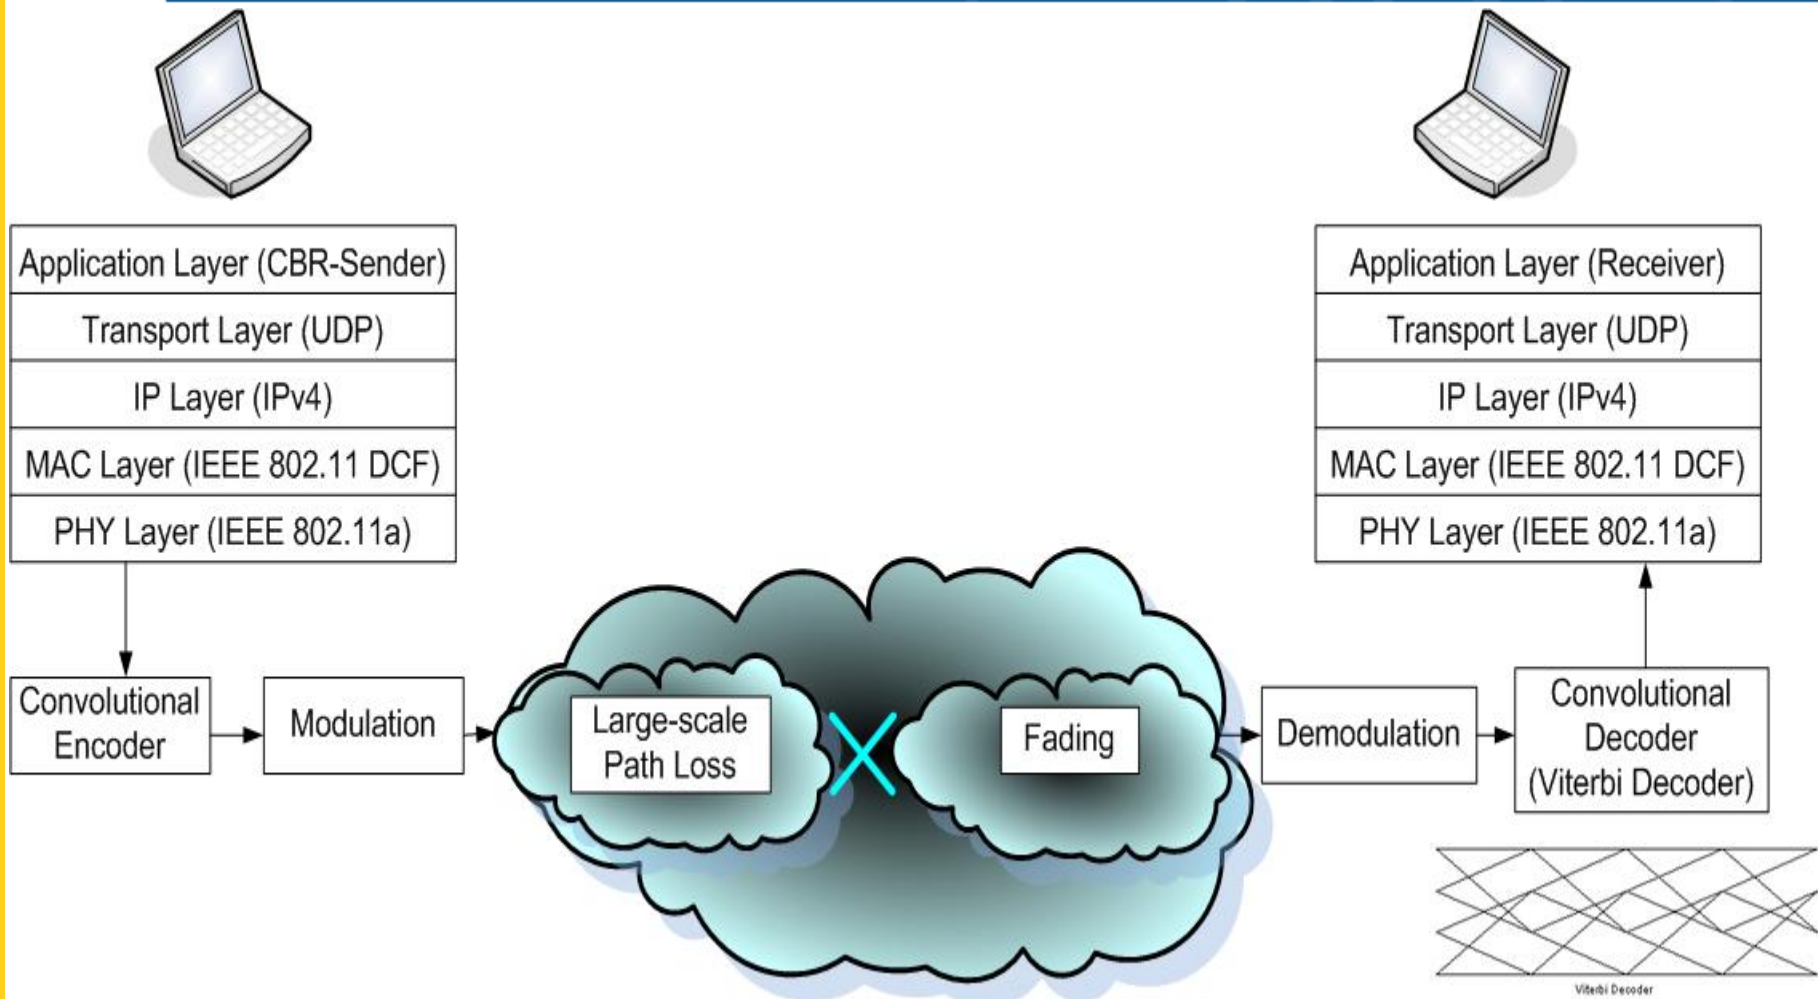 Application Layer (CBR-Sender)
Transport Layer (UDP)
IP Layer (IPv4)
MAC Layer (IEEE 802.11 DCF)
PHY Layer (IEEE 802.11a)
Application Layer (Receiver)
Transport Layer (UDP)
IP Layer (IPv4)
MAC Layer (IEEE 802.11 DCF)
PHY Layer (IEEE 802.11a)
Convolutional
Encoder
Modulation
Large-scale
Path Loss
Fading
Demodulation
Convolutional
Decoder
(Viterbi Decoder)
Viterbi Decoder